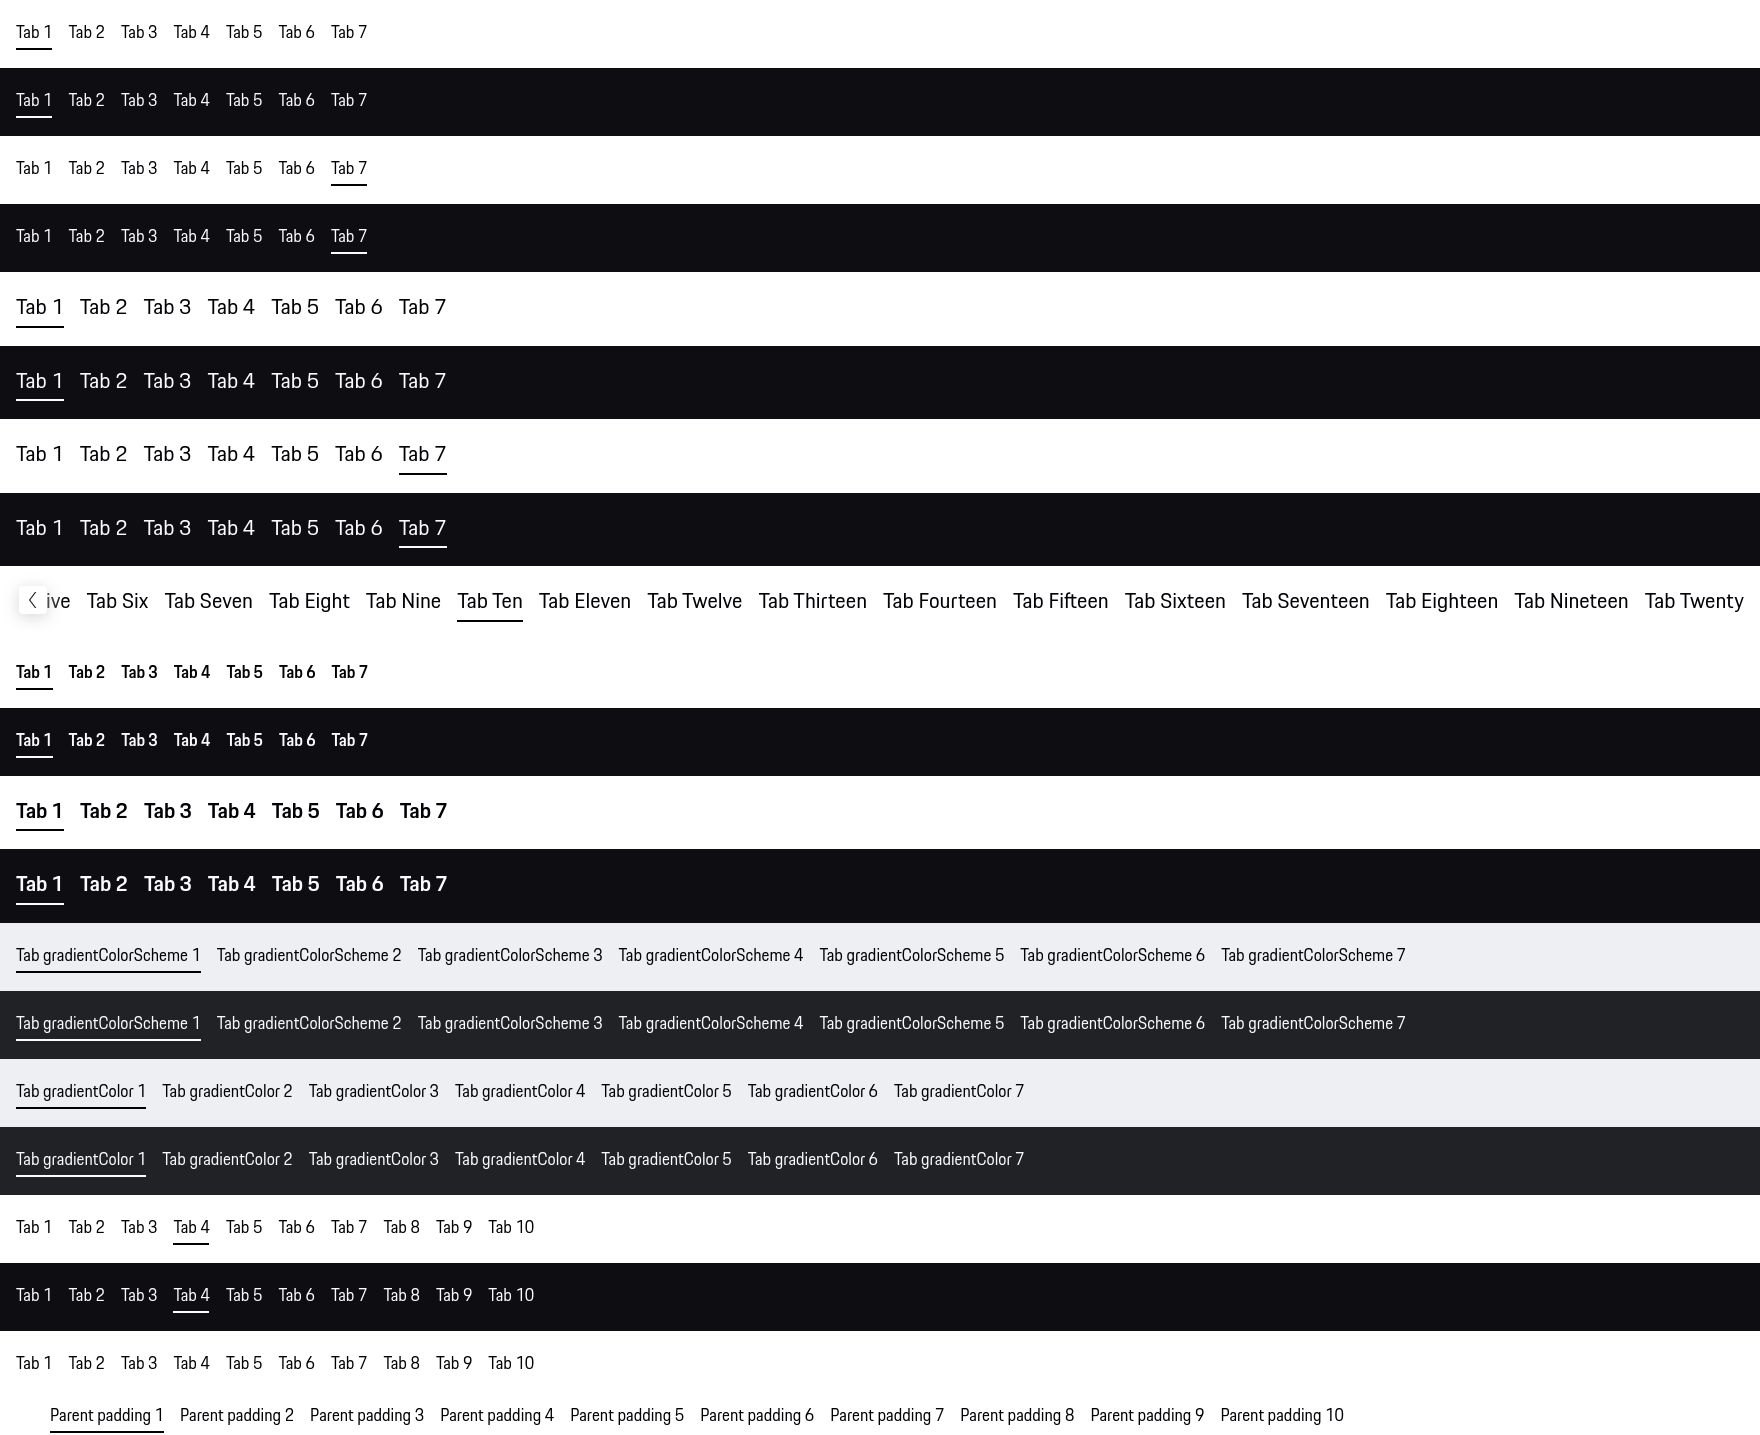 Tab 1 Tab 2 Tab 3 Tab 4 Tab 5 Tab 6 Tab 7
Tab 1 Tab 2 Tab 3 Tab 4 Tab 5 Tab 6 Tab 7
Tab 1 Tab 2 Tab 3 Tab 4 Tab 5 Tab 6 Tab 7
Tab 1 Tab 2 Tab 3 Tab 4 Tab 5 Tab 6 Tab 7
Tab 1 Tab 2 Tab 3 Tab 4 Tab 5 Tab 6 Tab 7
Tab 1 Tab 2 Tab 3 Tab 4 Tab 5 Tab 6 Tab 7
Tab 1 Tab 2 Tab 3 Tab 4 Tab 5 Tab 6 Tab 7
Tab 1 Tab 2 Tab 3 Tab 4 Tab 5 Tab 6 Tab 7
ive Tab Six Tab Seven Tab Eight Tab Nine Tab Ten Tab Eleven Tab Twelve Tab Thirteen Tab Fourteen Tab Fifteen Tab Sixteen Tab Seventeen Tab Eighteen Tab Nineteen Tab Twenty
Tab 1 Tab 2 Tab 3 Tab 4 Tab 5 Tab 6 Tab 7
Tab 1 Tab 2 Tab 3 Tab 4 Tab 5 Tab 6 Tab 7
Tab 1 Tab 2 Tab 3 Tab 4 Tab 5 Tab 6 Tab 7
Tab 1 Tab 2 Tab 3 Tab 4 Tab 5 Tab 6 Tab 7
Tab gradientColorScheme 1 Tab gradientColorScheme 2 Tab gradientColorScheme 3 Tab gradientColorScheme 4 Tab gradientColorScheme 5 Tab gradientColorScheme 6 Tab gradientColorScheme 7
Tab gradientColorScheme 1 Tab gradientColorScheme 2 Tab gradientColorScheme 3 Tab gradientColorScheme 4 Tab gradientColorScheme 5 Tab gradientColorScheme 6 Tab gradientColorScheme 7
Tab gradientColor 1 Tab gradientColor 2 Tab gradientColor 3 Tab gradientColor 4 Tab gradientColor 5 Tab gradientColor 6 Tab gradientColor 7
Tab gradientColor 1 Tab gradientColor 2 Tab gradientColor 3 Tab gradientColor 4 Tab gradientColor 5 Tab gradientColor 6 Tab gradientColor 7
Tab 1 Tab 2 Tab 3 Tab 4 Tab 5 Tab 6 Tab 7 Tab 8 Tab 9 Tab 10
Tab 1 Tab 2 Tab 3 Tab 4 Tab 5 Tab 6 Tab 7 Tab 8 Tab 9 Tab 10
Tab 1 Tab 2 Tab 3 Tab 4 Tab 5 Tab 6 Tab 7 Tab 8 Tab 9 Tab 10
Parent padding 1 Parent padding 2 Parent padding 3 Parent padding 4 Parent padding 5 Parent padding 6 Parent padding 7 Parent padding 8 Parent padding 9 Parent padding 10